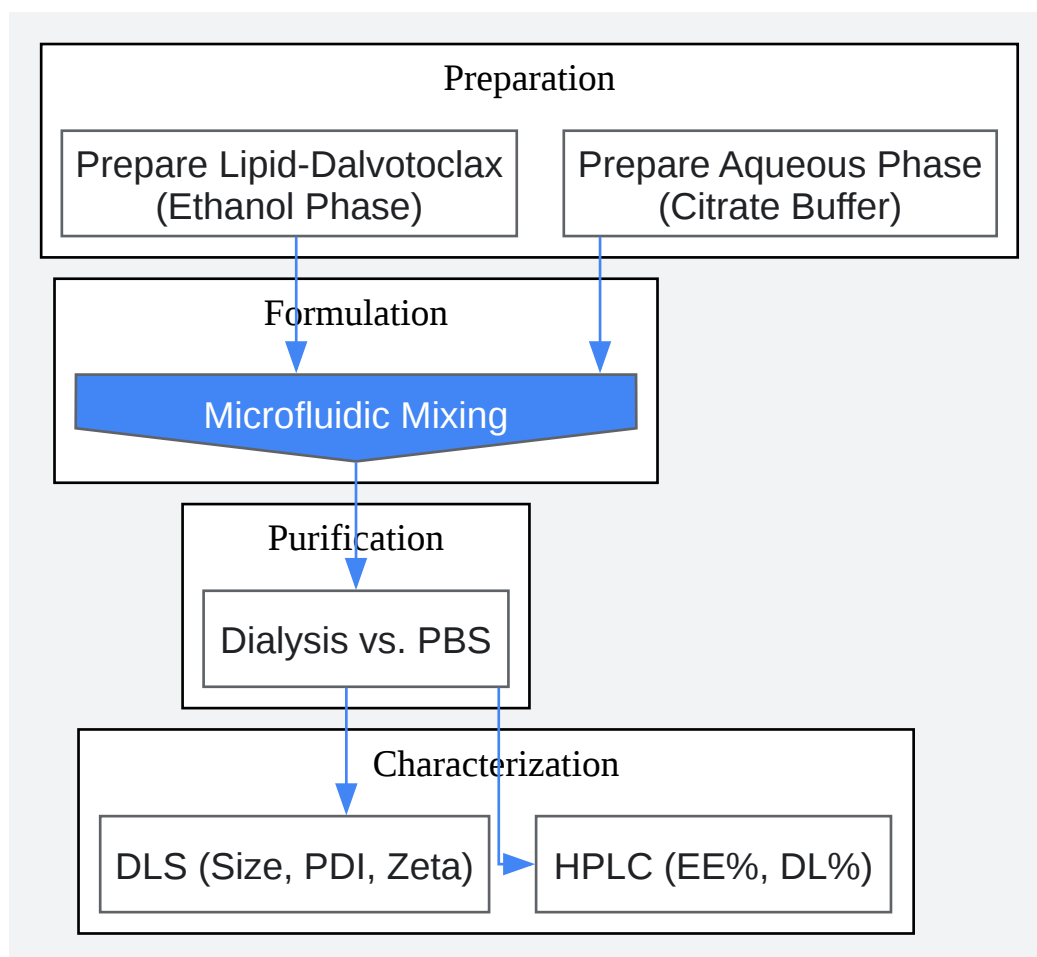 Preparation
Prepare Lipid-Dalvotoclax
(Ethanol Phase)
Prepare Aqueous Phase
(Citrate Buffer)
Formulation
Microfluidic Mixing
Purification
Dialysis vs. PBS
Characterization
DLS (Size, PDI, Zeta)
HPLC (EE%, DL%)